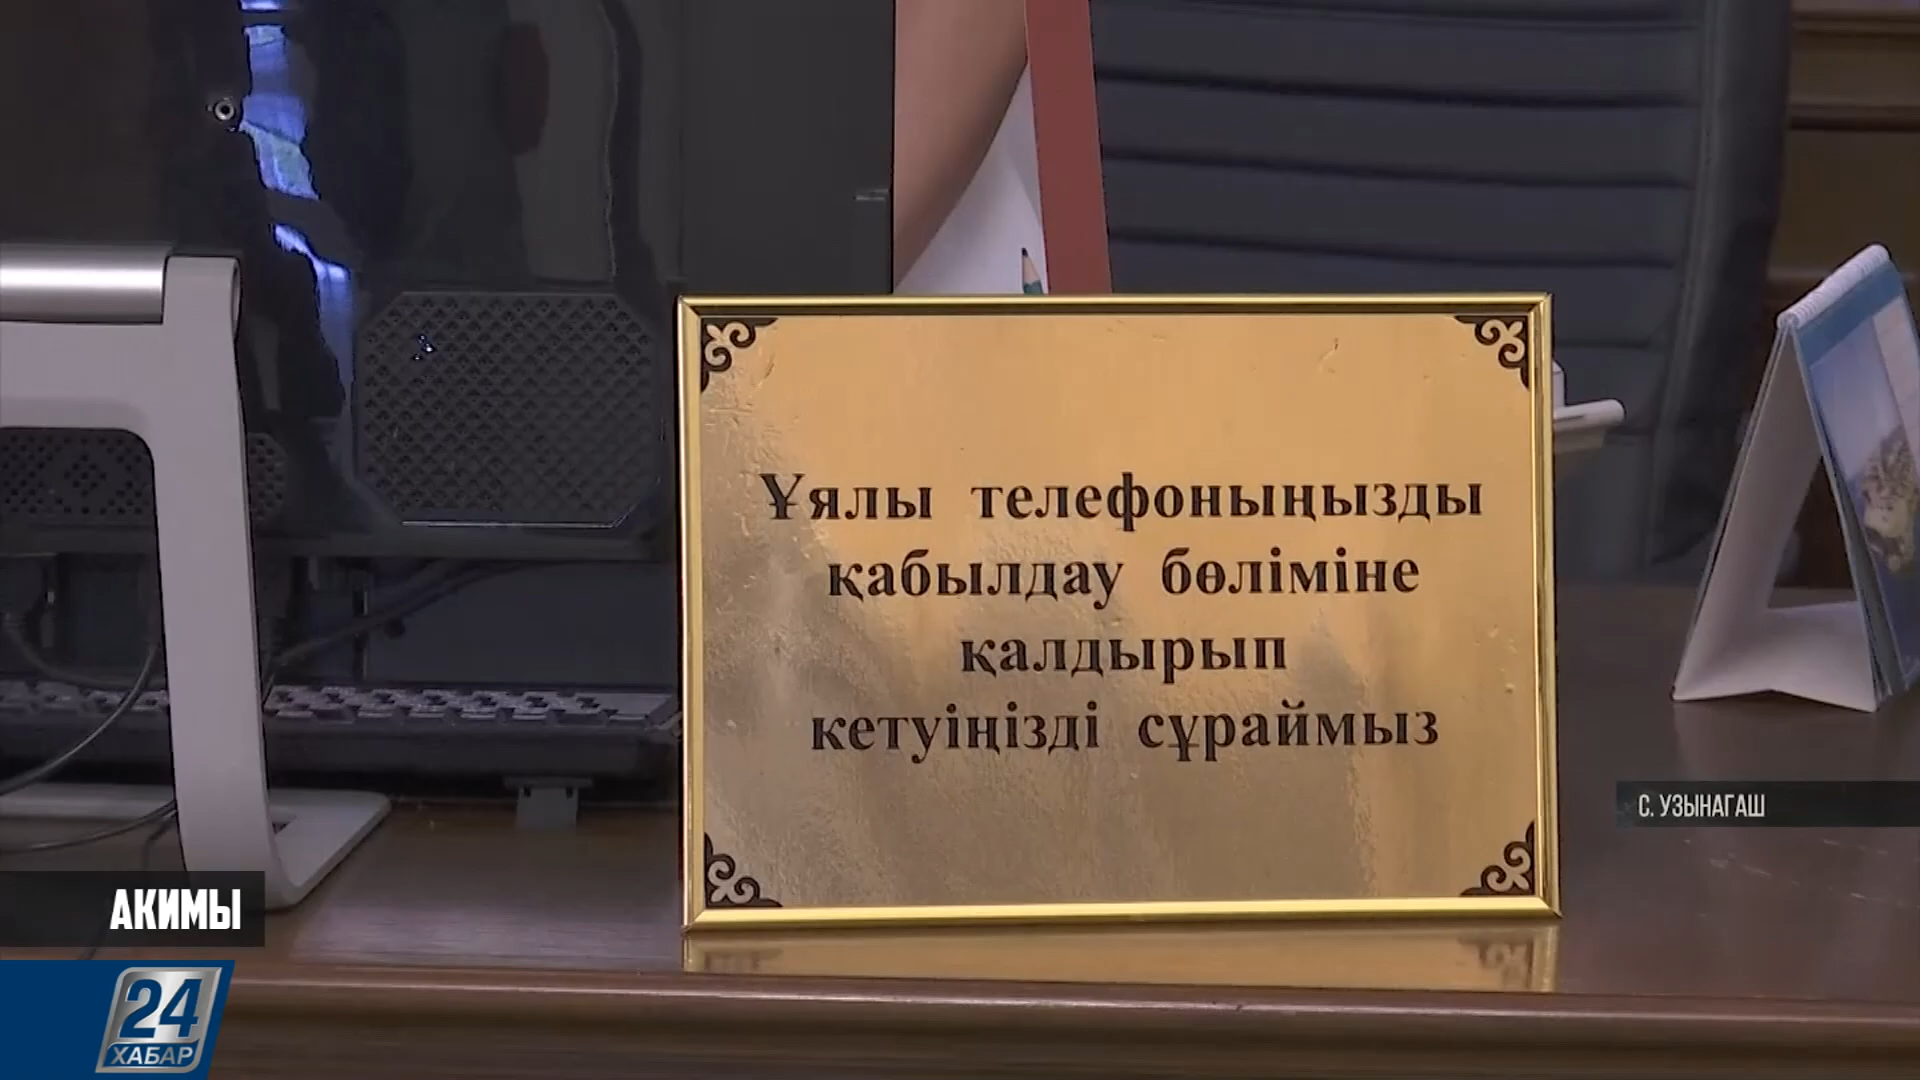 Ұялы телефоныңызды
қабылдау бөліміне
қалдырып
кетуіңізді сұраймыз
С. УЗЫНАГАШ
АКИМЫ
24
ХАБАР